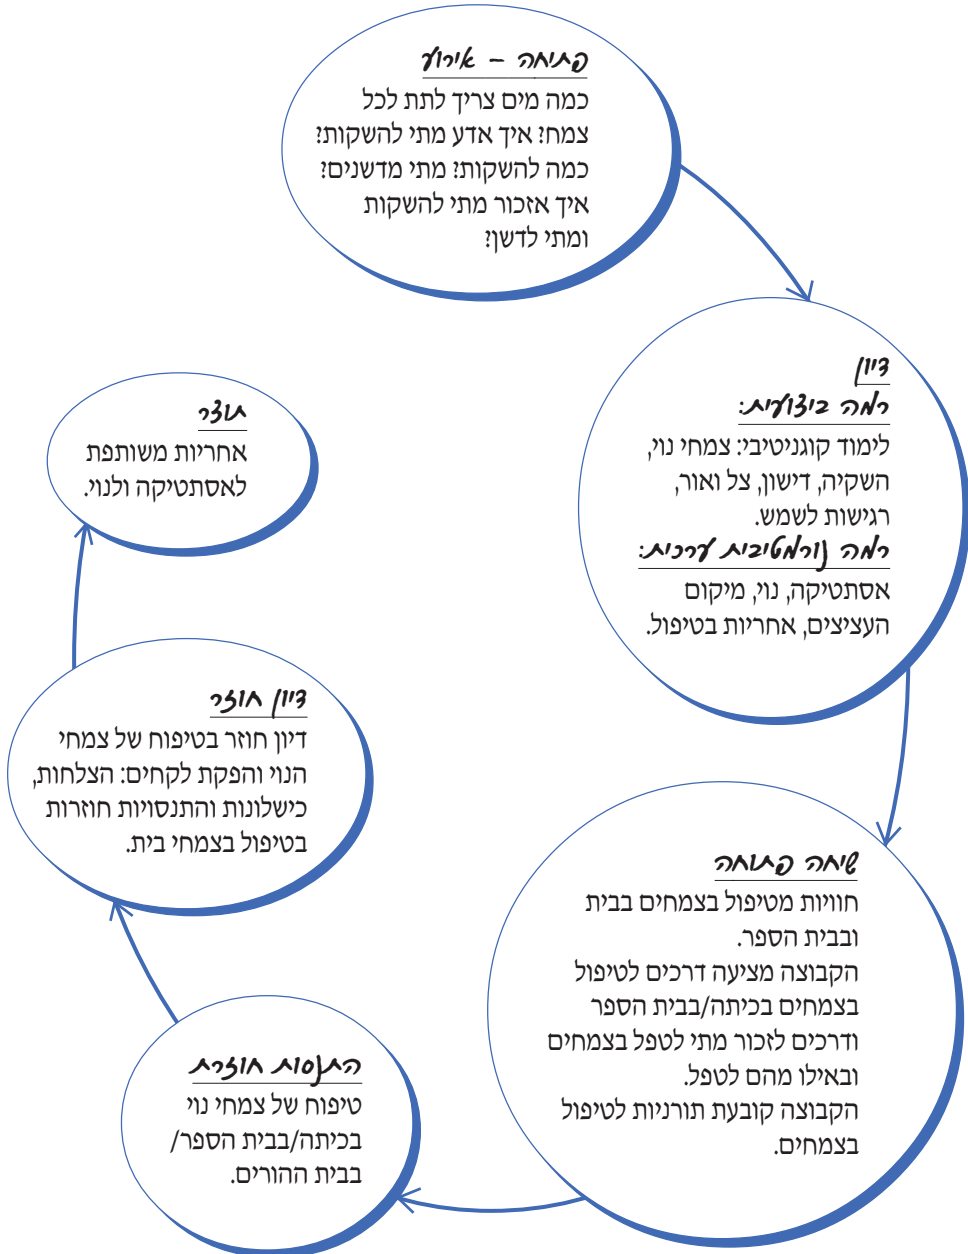 פתיחה – אירוע
כמה מים צריך לתת לכל
צמח? איך אדע מתי להשקות?
כמה להשקות? מתי מדשנים?
איך אזכור מתי להשקות
ומתי לדשן?
דיון
רמה ביצועית:
לימוד קוגניטיבי: צמחי נוי,
השקיה, דישון, צל ואור,
רגישות לשמש.
רמה נורמטיבית ערכית:
אסתטיקה, נוי, מיקום
העציצים, אחריות בטיפול.
שיחה פתוחה
חוויות מטיפול בצמחים בבית
ובבית הספר.
הקבוצה מציעה דרכים לטיפול
בצמחים בכיתה/בבית הספר
ודרכים לזכור מתי לטפל בצמחים
ובאילו מהם לטפל.
הקבוצה קובעת תורניות לטיפול
בצמחים.
התנסות חוזרת
טיפוח של צמחי נוי
בכיתה/בבית הספר/
בבית ההורים.
דיון חוזר
דיון חוזר בטיפוח של צמחי
הנוי והפקת לקחים: הצלחות,
כישלונות והתנסויות חוזרות
בטיפול בצמחי בית.
תוצר
אחריות משותפת
לאסתטיקה ולנוי.